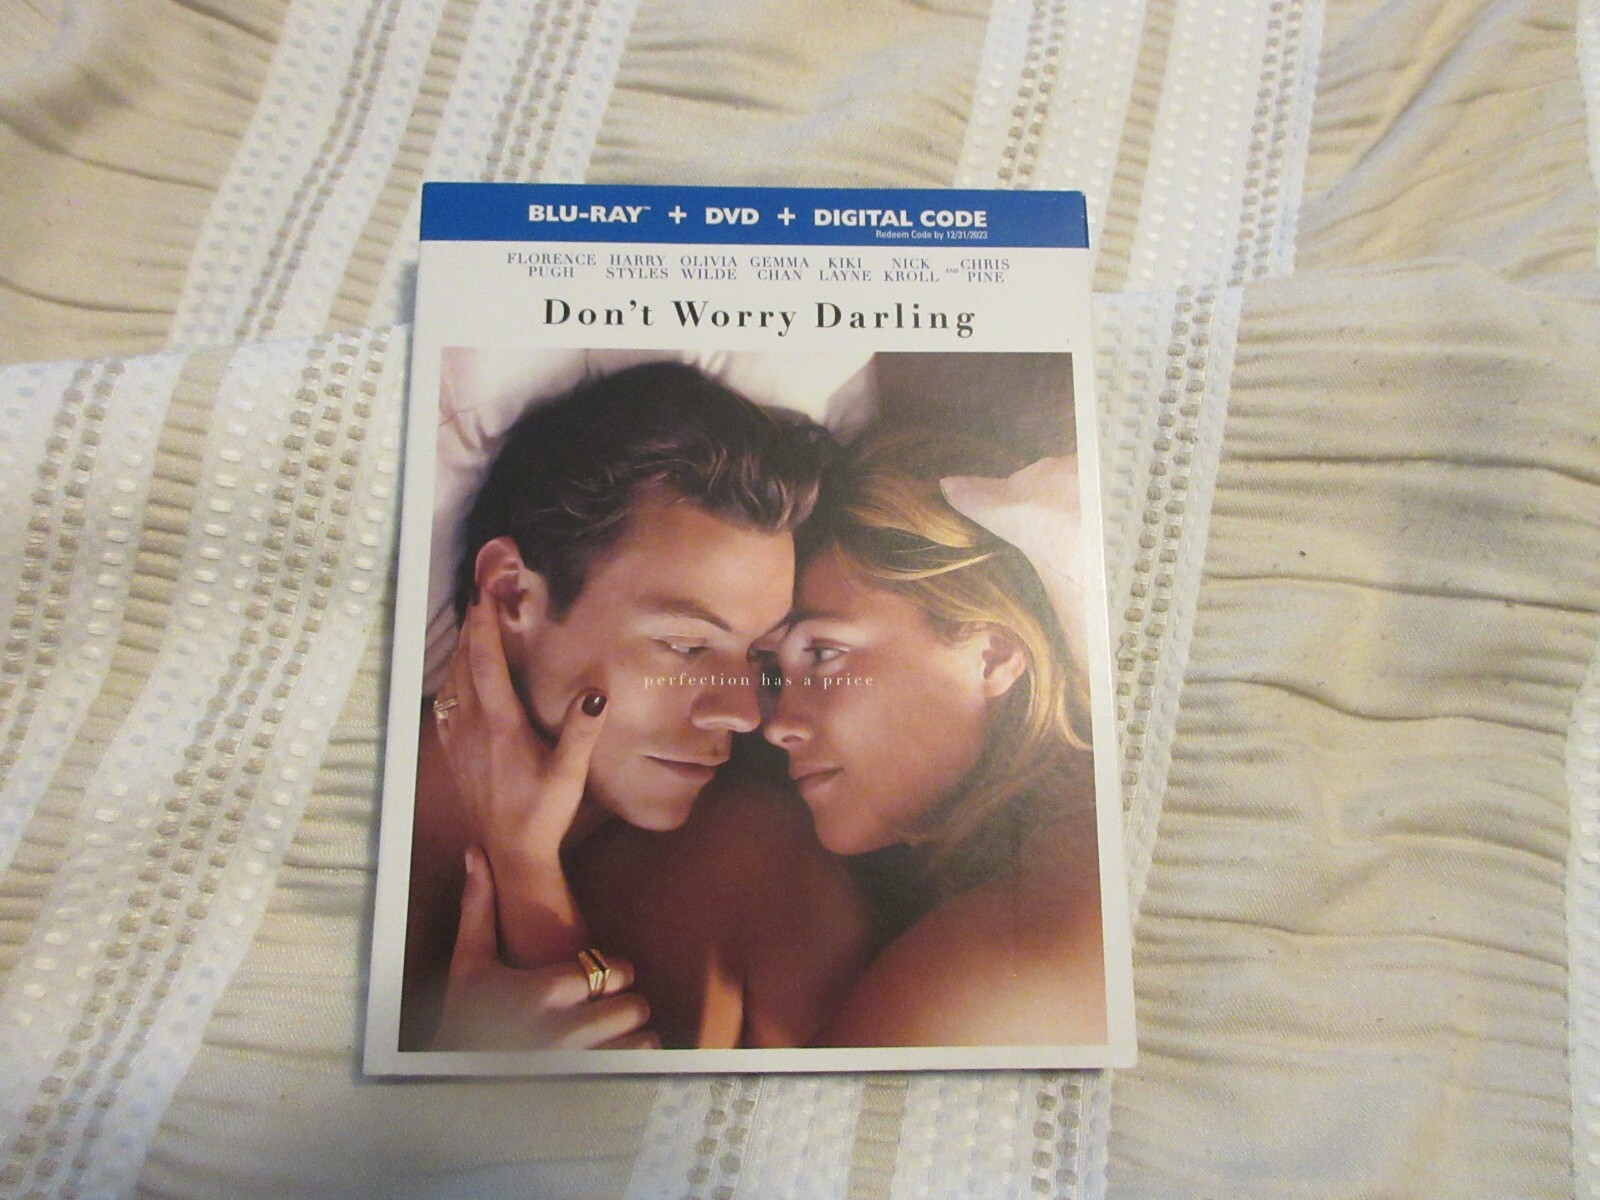 BLU-RAY™ + DVD + DIGITAL CODE
Redeem Code by 12/31/2023
FLORENCE HARRY OLIVIA GEMMA KIKI NICK CHRIS
PUGH STYLES WILDE CHAN LAYNE KROLL AND PINE
Don't Worry Darling
perfection has a price